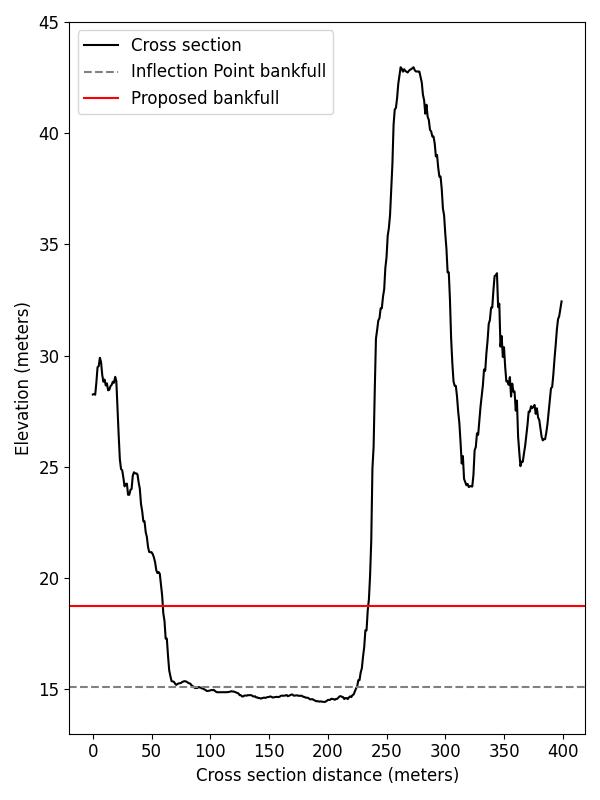 Cross section
Inflection Point bankfull
Proposed bankfull
45
40
35
30
25
20
15
Elevation (meters)
0 50 100 150 200 250 300 350 400
Cross section distance (meters)